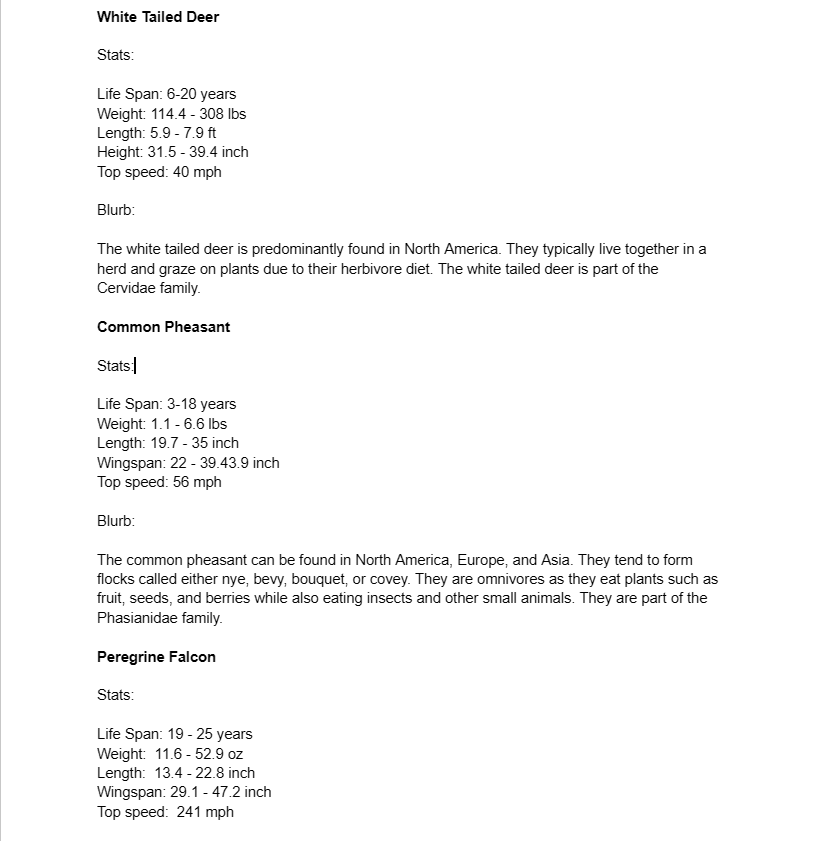 White Tailed Deer
Stats:
Life Span: 6-20 years
Weight: 114.4 - 308 lbs
Length: 5.9 - 7.9 ft
Height: 31.5 - 39.4 inch
Top speed: 40 mph
Blurb:
The white tailed deer is predominantly found in North America. They typically live together in a
herd and graze on plants due to their herbivore diet. The white tailed deer is part of the
Cervidae family.
Common Pheasant
Stats:
Life Span: 3-18 years
Weight: 1.1 - 6.6 lbs
Length: 19.7 - 35 inch
Wingspan: 22 - 39.43.9 inch
Top speed: 56 mph
Blurb:
The common pheasant can be found in North America, Europe, and Asia. They tend to form
flocks called either nye, bevy, bouquet, or covey. They are omnivores as they eat plants such as
fruit, seeds, and berries while also eating insects and other small animals. They are part of the
Phasianidae family.
Peregrine Falcon
Stats:
Life Span: 19 - 25 years
Weight:  11.6 - 52.9 oz
Length:  13.4 - 22.8 inch
Wingspan: 29.1 - 47.2 inch
Top speed:  241 mph